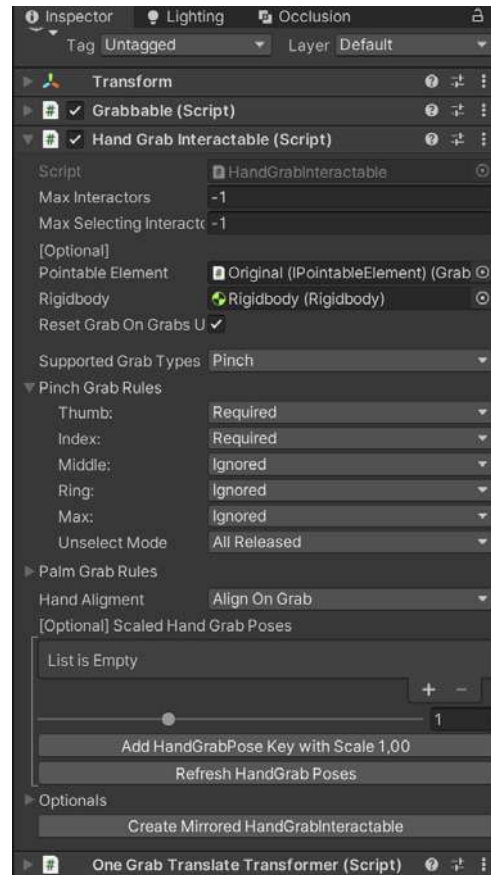 Inspector Lighting Occlusion
Tag Untagged Layer Default
Transform
# Grabbable (Script)
# Hand Grab Interactable (Script)
Script HandGrabInteractable
Max Interactors -1
Max Selecting Interactc -1
[Optional]
Pointable Element Original (IPointableElement) (Grab
Rigidbody Rigidbody (Rigidbody)
Reset Grab On Grabs U
Supported Grab Types Pinch
Pinch Grab Rules
Thumb: Required
Index: Required
Middle: Ignored
Ring: Ignored
Max: Ignored
Unselect Mode All Released
Palm Grab Rules
Hand Aligment Align On Grab
[Optional] Scaled Hand Grab Poses
List is Empty
+ −
1
Add HandGrabPose Key with Scale 1,00
Refresh HandGrab Poses
Optionals
Create Mirrored HandGrabInteractable
# One Grab Translate Transformer (Script)